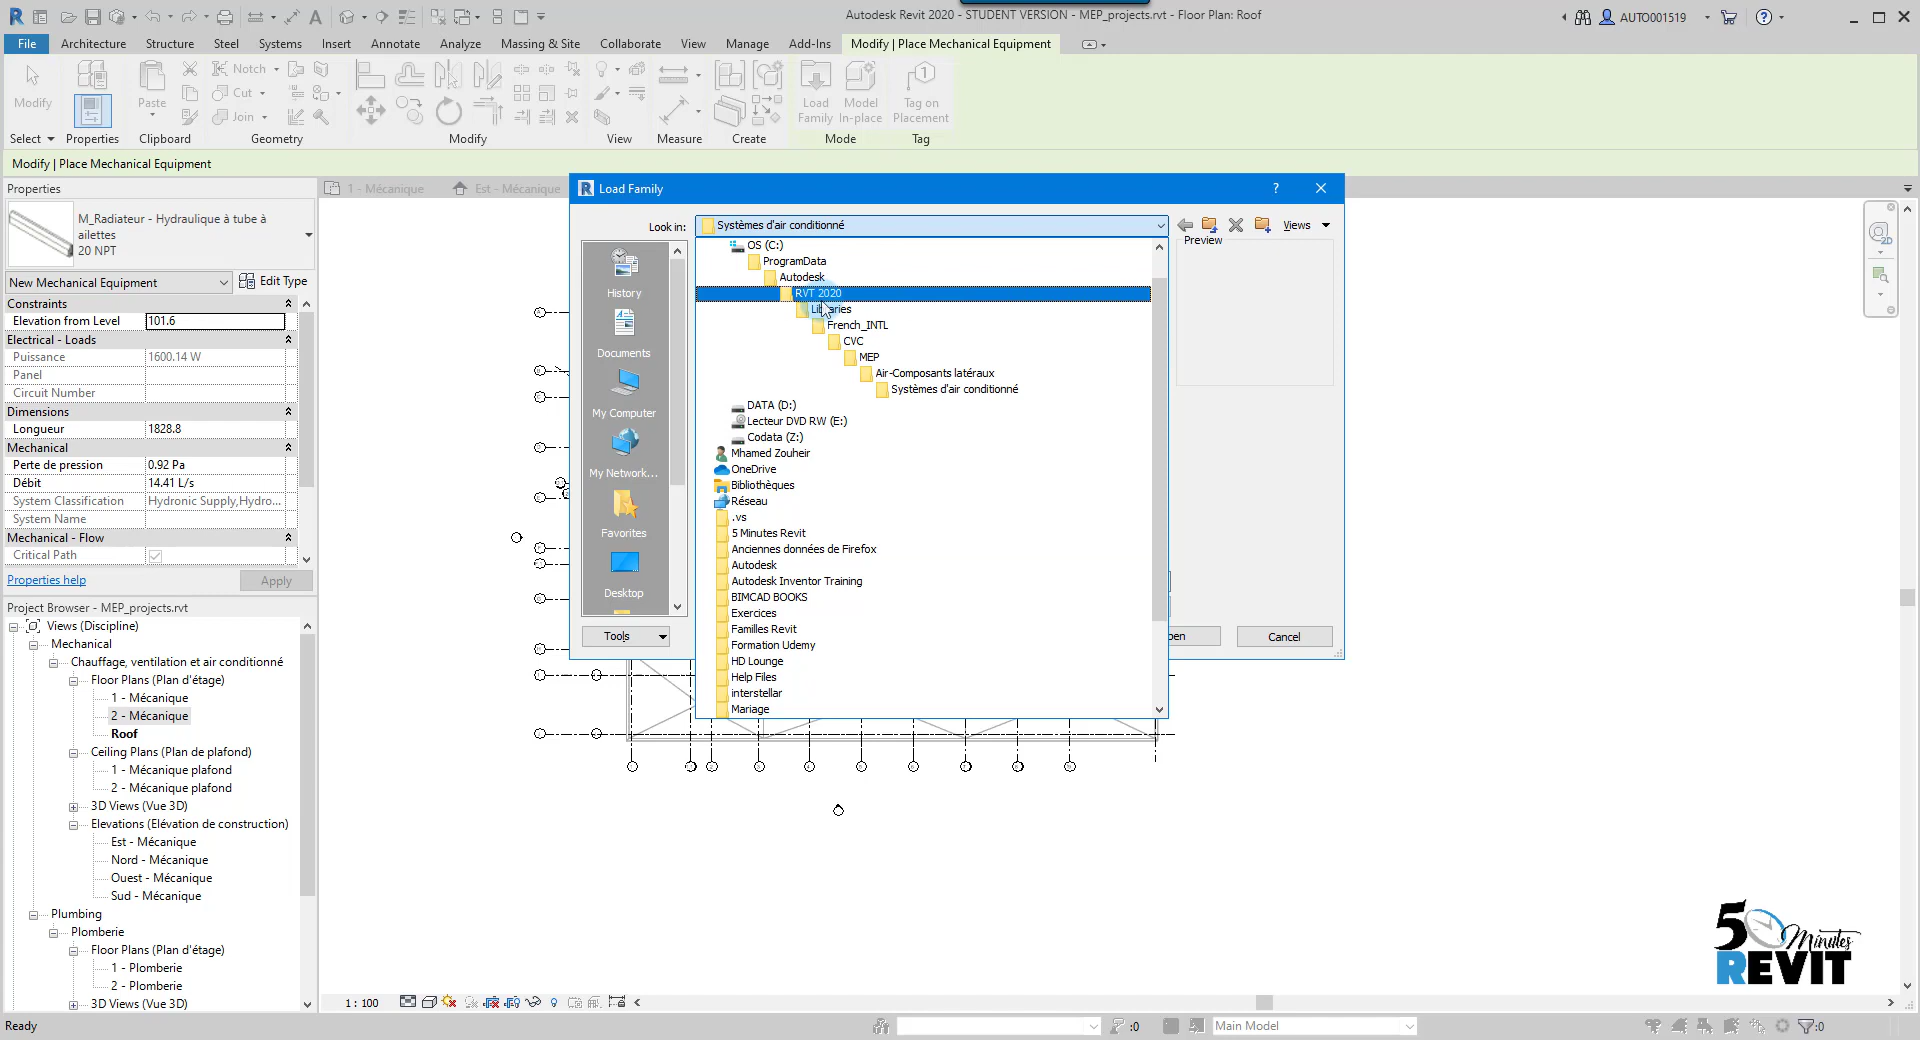 Autodesk Revit 2020 - STUDENT VERSION - MEP_projects.rvt - Floor Plan: Roof
AUTO001519
File
Architecture
Structure
Steel
Systems
Insert
Annotate
Analyze
Massing & Site
Collaborate
View
Manage
Add-Ins
Modify | Place Mechanical Equipment
Modify
Paste
Notch
Cut
Join
Load Family
Model In-place
Tag on Placement
Select
Properties
Clipboard
Geometry
Modify
View
Measure
Create
Mode
Tag
Modify | Place Mechanical Equipment
Properties
M_Radiateur - Hydraulique à tube à
ailettes
20 NPT
New Mechanical Equipment
Edit Type
Constraints
Elevation from Level 101.6
Electrical - Loads
Puissance 1600.14 W
Panel
Circuit Number
Dimensions
Longueur 1828.8
Mechanical
Perte de pression 0.92 Pa
Débit 14.41 L/s
System Classification Hydronic Supply,Hydro...
System Name
Mechanical - Flow
Critical Path
Properties help
Apply
Project Browser - MEP_projects.rvt
Views (Discipline)
Mechanical
Chauffage, ventilation et air conditionné
Floor Plans (Plan d'étage)
1 - Mécanique
2 - Mécanique
Roof
Ceiling Plans (Plan de plafond)
1 - Mécanique plafond
2 - Mécanique plafond
3D Views (Vue 3D)
Elevations (Elévation de construction)
Est - Mécanique
Nord - Mécanique
Ouest - Mécanique
Sud - Mécanique
Plumbing
Plomberie
Floor Plans (Plan d'étage)
1 - Plomberie
2 - Plomberie
3D Views (Vue 3D)
1 - Mécanique
Est - Mécanique
Load Family
?
Look in:
Systèmes d'air conditionné
Views
Preview
History
Documents
My Computer
My Network...
Favorites
Desktop
OS (C:)
ProgramData
Autodesk
RVT 2020
Libraries
French_INTL
CVC
MEP
Air-Composants latéraux
Systèmes d'air conditionné
DATA (D:)
Lecteur DVD RW (E:)
Codata (Z:)
Mhamed Zouheir
OneDrive
Bibliothèques
Réseau
.vs
5 Minutes Revit
Anciennes données de Firefox
Autodesk
Autodesk Inventor Training
BIMCAD BOOKS
Exercices
Familles Revit
Formation Udemy
HD Lounge
Help Files
interstellar
Mariage
Tools
pen
Cancel
2D
5 Minutes
REVIT
1 : 100
Ready
:0
Main Model
:0